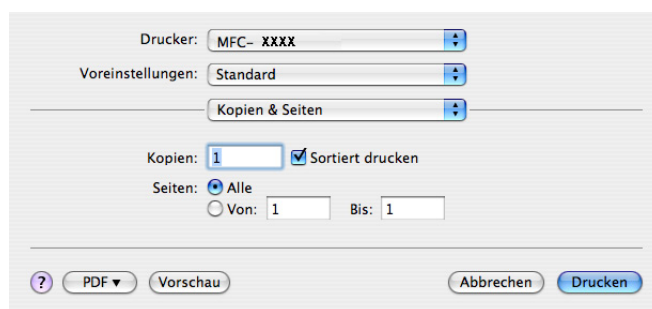 Drucker: MFC- XXXX
Voreinstellungen: Standard
Kopien & Seiten
Kopien: 1 Sortiert drucken
Seiten: Alle
Von: 1 Bis: 1
? PDF ▼ Vorschau Abbrechen Drucken